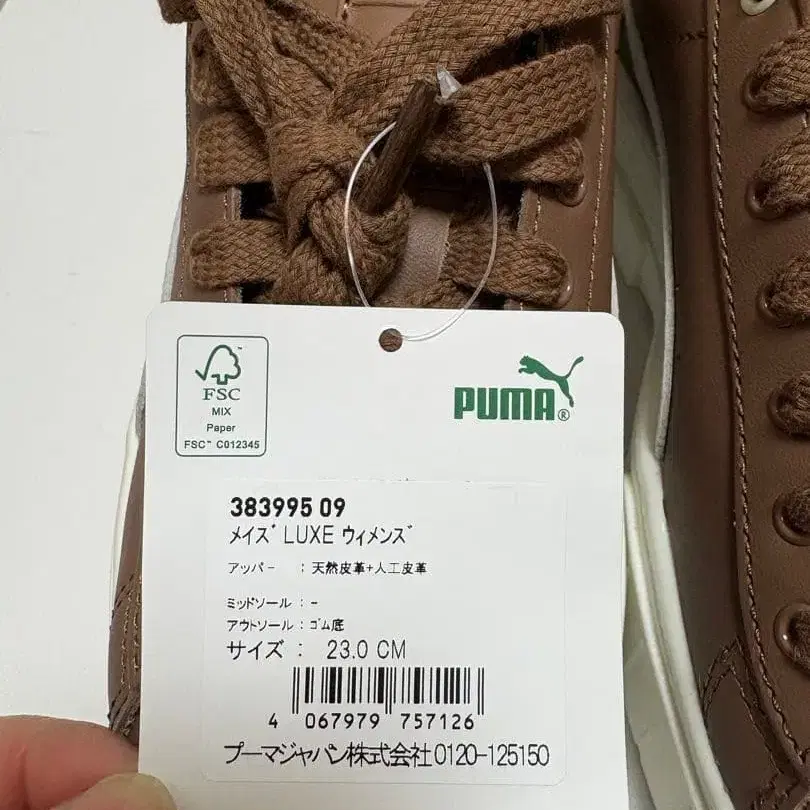 FSC™
MIX
Paper
FSC™ C012345
PUMA®
383995 09
メイズ LUXE ウィメンズ
アッパー : 天然皮革+人工皮革
ミッドソール : -
アウトソール : ゴム底
サイズ : 23.0 CM
4 067979 757126
プーマジャパン株式会社0120-125150